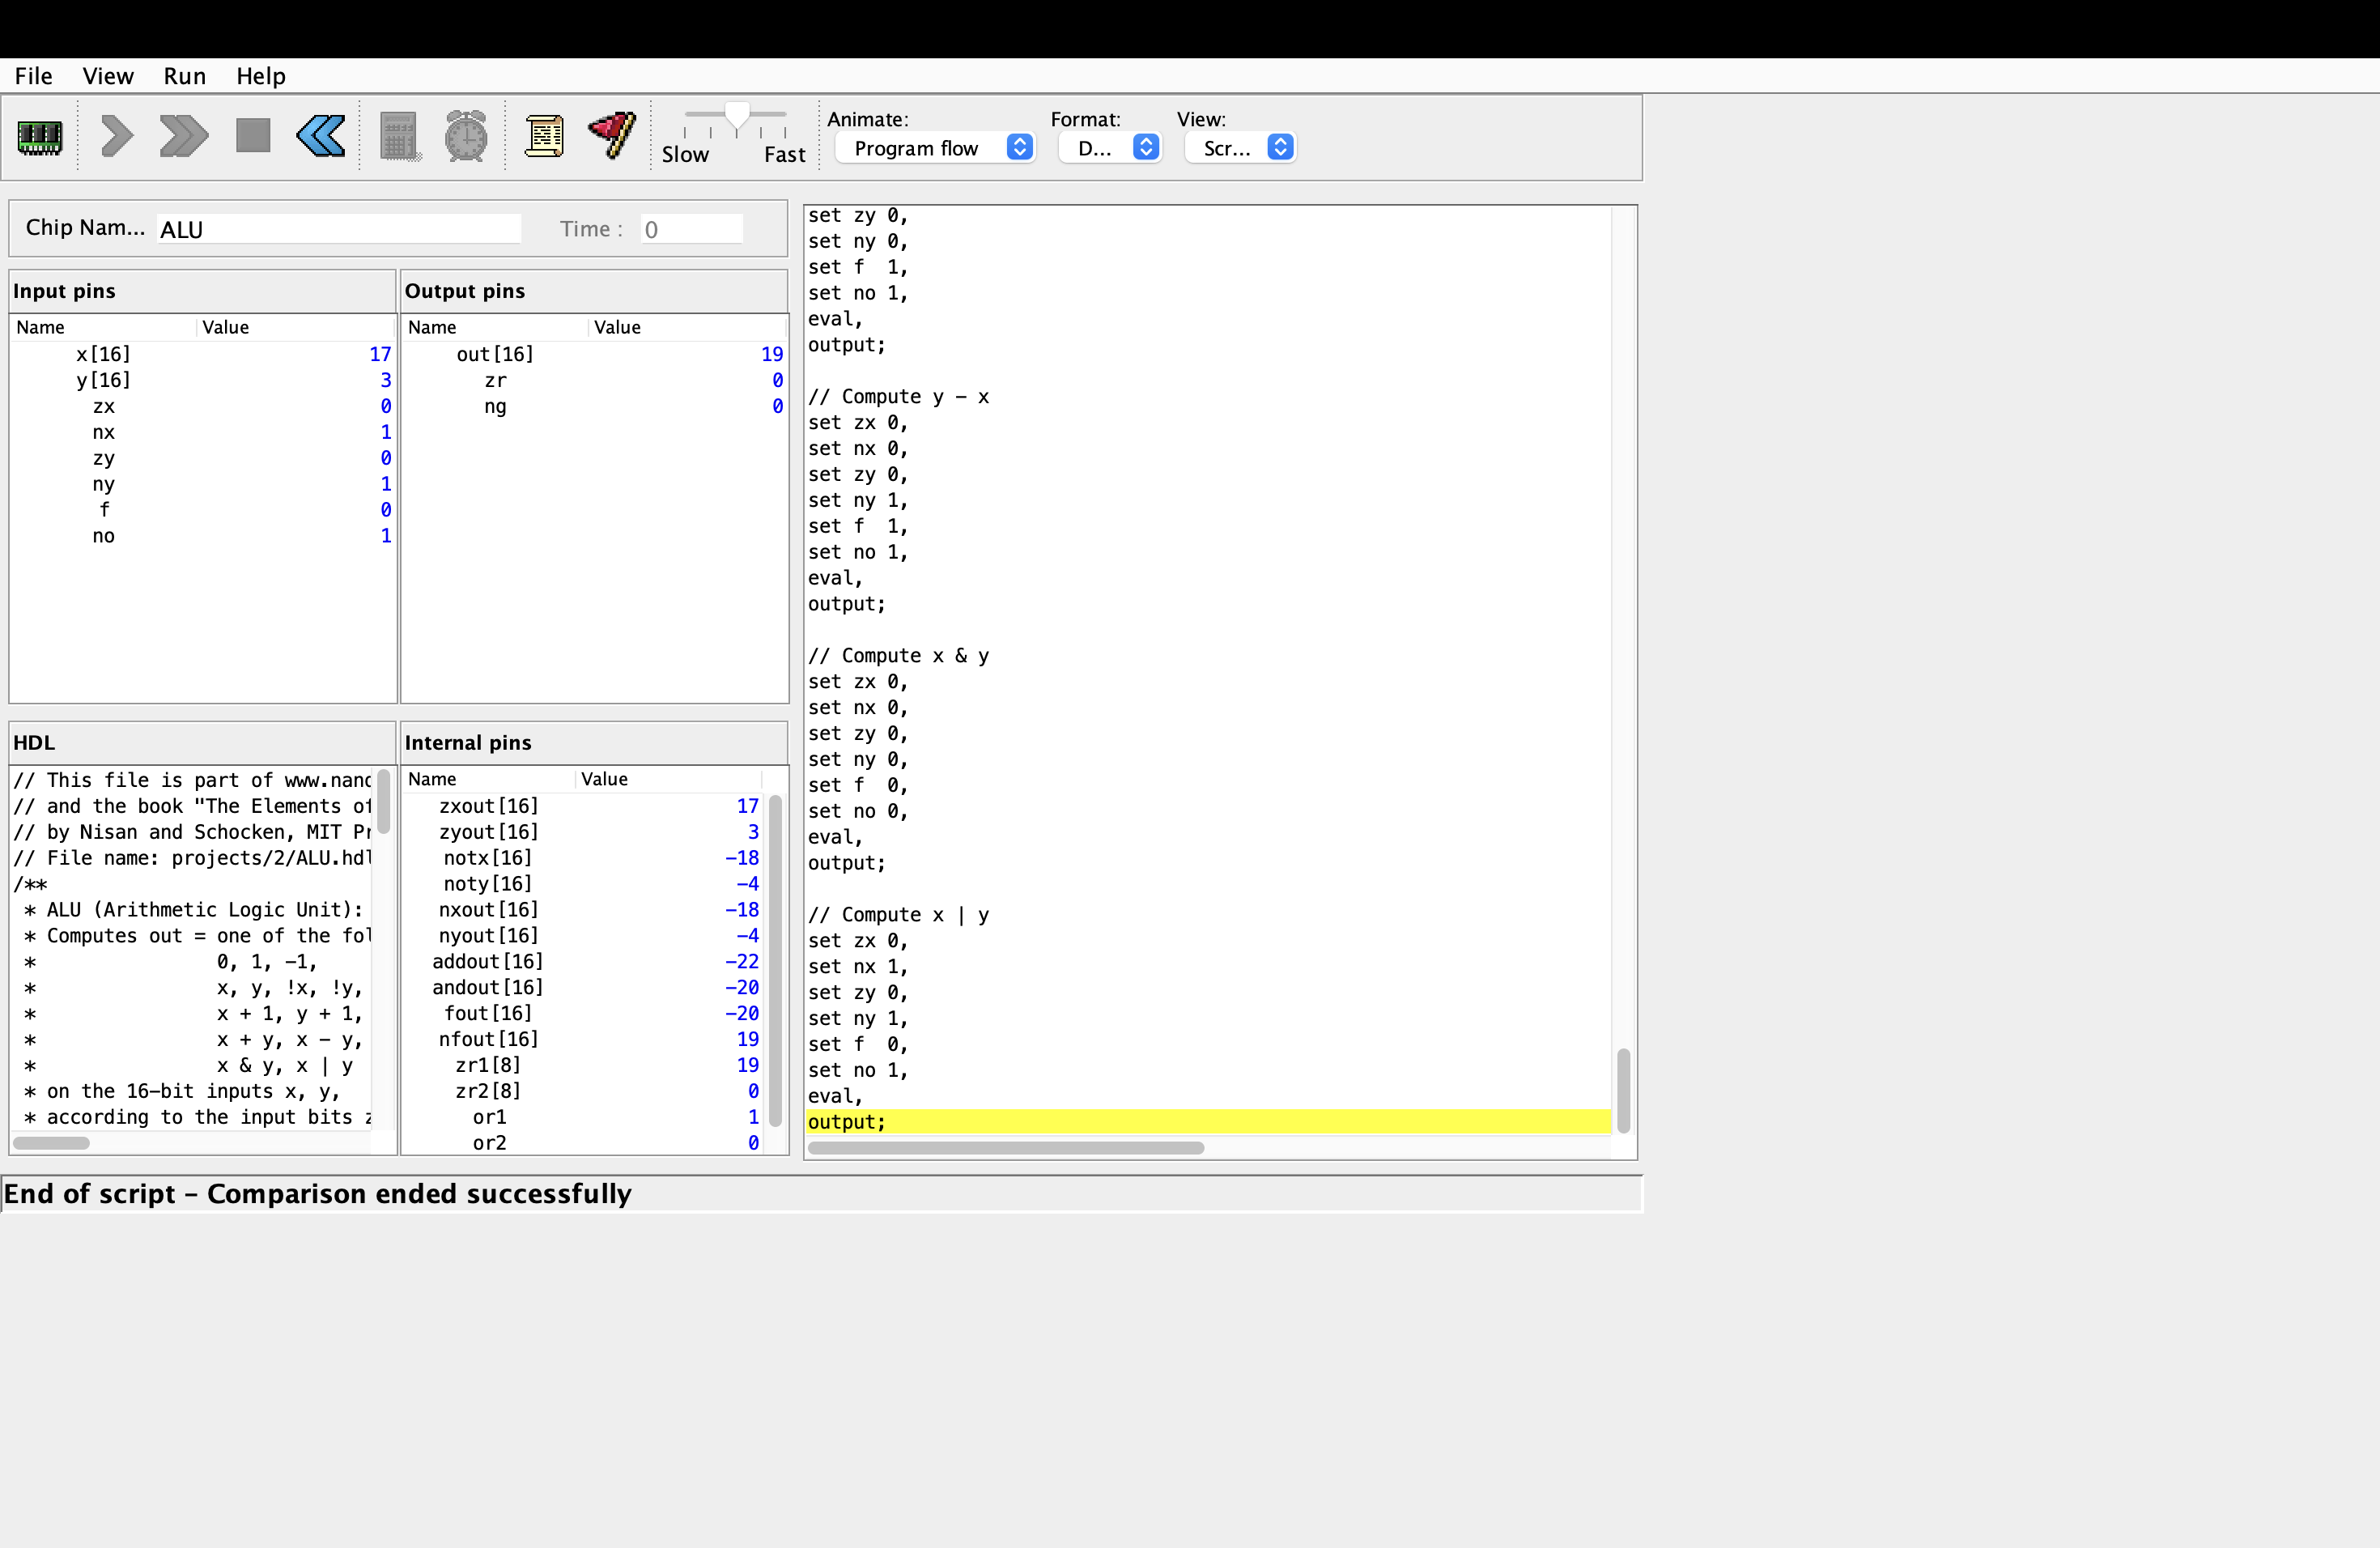 File View Run Help
Animate: Format: View:
Slow Fast Program flow D... Scr...
Chip Nam... ALU Time : 0
Input pins
Name Value
x[16] 17
y[16] 3
zx 0
nx 1
zy 0
ny 1
f 0
no 1
Output pins
Name Value
out[16] 19
zr 0
ng 0
HDL
// This file is part of www.nand
// and the book "The Elements of
// by Nisan and Schocken, MIT Pr
// File name: projects/2/ALU.hdl
/**
* ALU (Arithmetic Logic Unit):
* Computes out = one of the fol
* 0, 1, -1,
* x, y, !x, !y,
* x + 1, y + 1,
* x + y, x - y,
* x & y, x | y
* on the 16-bit inputs x, y,
* according to the input bits z
Internal pins
Name Value
zxout[16] 17
zyout[16] 3
notx[16] -18
noty[16] -4
nxout[16] -18
nyout[16] -4
addout[16] -22
andout[16] -20
fout[16] -20
nfout[16] 19
zr1[8] 19
zr2[8] 0
or1 1
or2 0
set zy 0,
set ny 0,
set f 1,
set no 1,
eval,
output;
// Compute y - x
set zx 0,
set nx 0,
set zy 0,
set ny 1,
set f 1,
set no 1,
eval,
output;
// Compute x & y
set zx 0,
set nx 0,
set zy 0,
set ny 0,
set f 0,
set no 0,
eval,
output;
// Compute x | y
set zx 0,
set nx 1,
set zy 0,
set ny 1,
set f 0,
set no 1,
eval,
output;
End of script - Comparison ended successfully